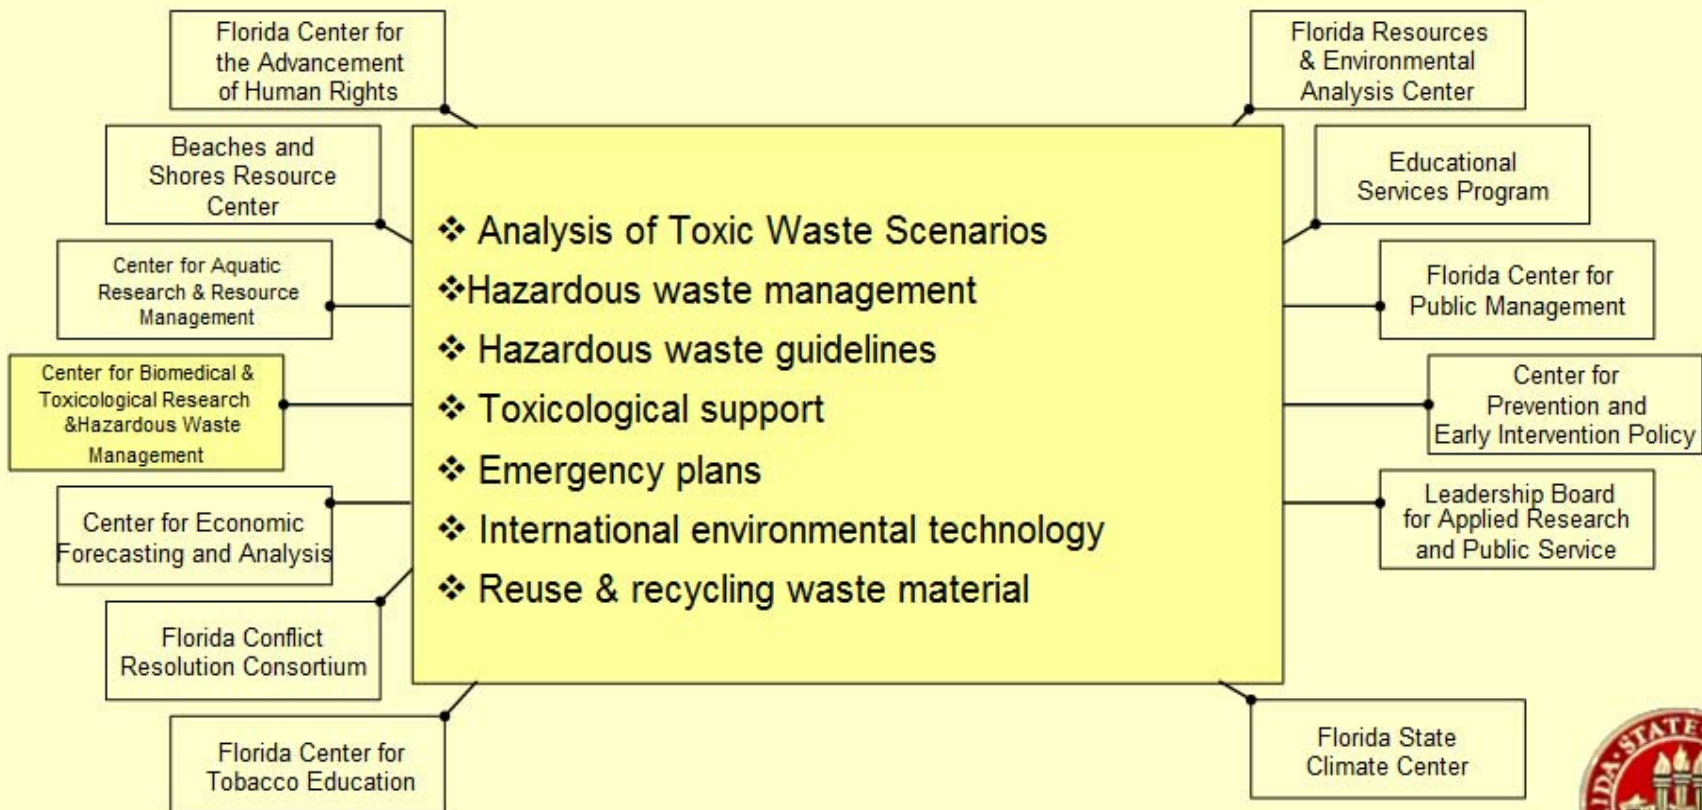 Florida Center for
the Advancement
of Human Rights
Beaches and
Shores Resource
Center
Center for Aquatic
Research & Resource
Management
Center for Biomedical &
Toxicological Research
&Hazardous Waste
Management
Center for Economic
Forecasting and Analysis
Florida Conflict
Resolution Consortium
Florida Center for
Tobacco Education
❖ Analysis of Toxic Waste Scenarios
❖Hazardous waste management
❖ Hazardous waste guidelines
❖ Toxicological support
❖ Emergency plans
❖ International environmental technology
❖ Reuse & recycling waste material
Florida Resources
& Environmental
Analysis Center
Educational
Services Program
Florida Center for
Public Management
Center for
Prevention and
Early Intervention Policy
Leadership Board
for Applied Research
and Public Service
Florida State
Climate Center